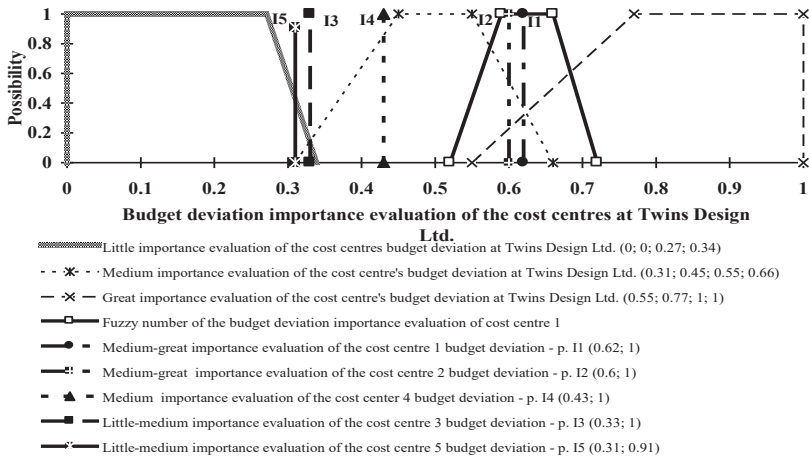 Possibility
1
0.8
0.6
0.4
0.2
0
I5
I3
I4
I2
I1
0 0.1 0.2 0.3 0.4 0.5 0.6 0.7 0.8 0.9 1
Budget deviation importance evaluation of the cost centres at Twins Design
Ltd.
Little importance evaluation of the cost centres budget deviation at Twins Design Ltd. (0; 0; 0.27; 0.34)
Medium importance evaluation of the cost centre's budget deviation at Twins Design Ltd. (0.31; 0.45; 0.55; 0.66)
Great importance evaluation of the cost centre's budget deviation at Twins Design Ltd. (0.55; 0.77; 1; 1)
Fuzzy number of the budget deviation importance evaluation of cost centre 1
Medium-great importance evaluation of the cost centre 1 budget deviation - p. I1 (0.62; 1)
Medium-great importance evaluation of the cost centre 2 budget deviation - p. I2 (0.6; 1)
Medium importance evaluation of the cost center 4 budget deviation - p. I4 (0.43; 1)
Little-medium importance evaluation of the cost centre 3 budget deviation - p. I3 (0.33; 1)
Little-medium importance evaluation of the cost centre 5 budget deviation - p. I5 (0.31; 0.91)